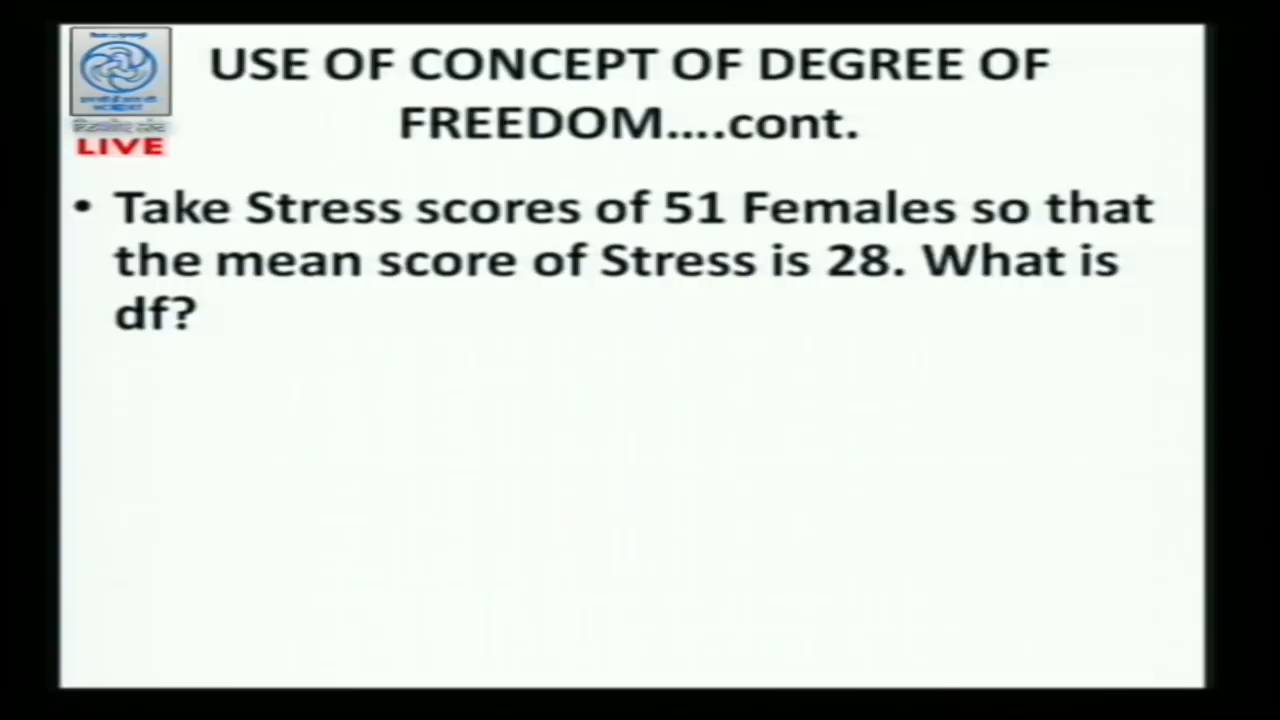 USE OF CONCEPT OF DEGREE OF
FREEDOM....cont.
LIVE
• Take Stress scores of 51 Females so that
the mean score of Stress is 28. What is
df?